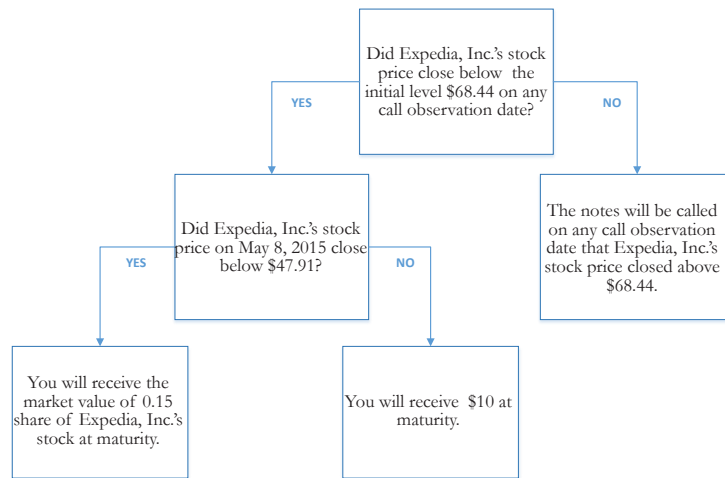 Did Expedia, Inc.'s stock
price close below the
initial level $68.44 on any
call observation date?
YES
NO
Did Expedia, Inc.'s stock
price on May 8, 2015 close
below $47.91?
The notes will be called
on any call observation
date that Expedia, Inc.'s
stock price closed above
$68.44.
YES
NO
You will receive the
market value of 0.15
share of Expedia, Inc.'s
stock at maturity.
You will receive $10 at
maturity.